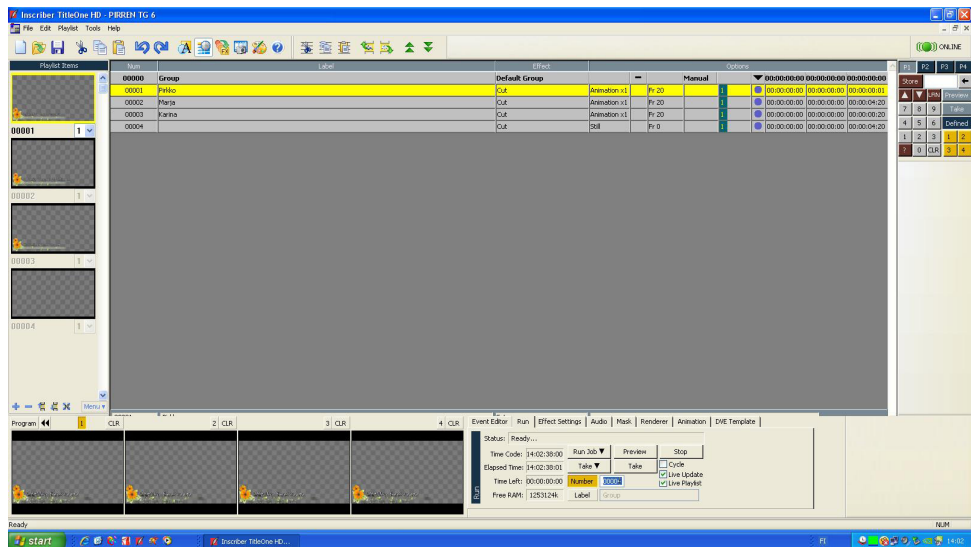 Inscriber TitleOne HD - PIRREN TG 6
File Edit Playlist Tools Help
ONLINE
Playlist Items Num Label Effect Options P1 P2 P3 P4
00000 Group Default Group Manual 00:00:00:00 00:00:00:00 00:00:00:00
00001 Pirkko Cut Animation x1 Fr 20 1 00:00:00:00 00:00:00:00 00:00:00:01
00002 Marja Cut Animation x1 Fr 20 1 00:00:00:00 00:00:00:00 00:00:04:20
00003 Karina Cut Animation x1 Fr 20 1 00:00:00:00 00:00:00:00 00:00:00:20
00004 Cut Still Fr 0 1 00:00:00:00 00:00:00:00 00:00:04:20
Store
LRN Preview
7 8 9 Take
4 5 6 Defined
1 2 3 1 2
? 0 CLR 3 4
00001 1
00002 1
00003 1
00004 1
Menu
Program 1 CLR 2 CLR 3 CLR 4 CLR
Event Editor Run Effect Settings Audio Mask Renderer Animation DVE Template
Status: Ready...
Time Code: 14:02:38:00 Run Job Preview Stop
Elapsed Time: 14:02:38:01 Take Take Cycle
Time Left: 00:00:00:00 Number Live Update
Live Playlist
Free RAM: 1253124k Label Group
Run
Ready NUM
start Inscriber TitleOne HD... FI 14:02